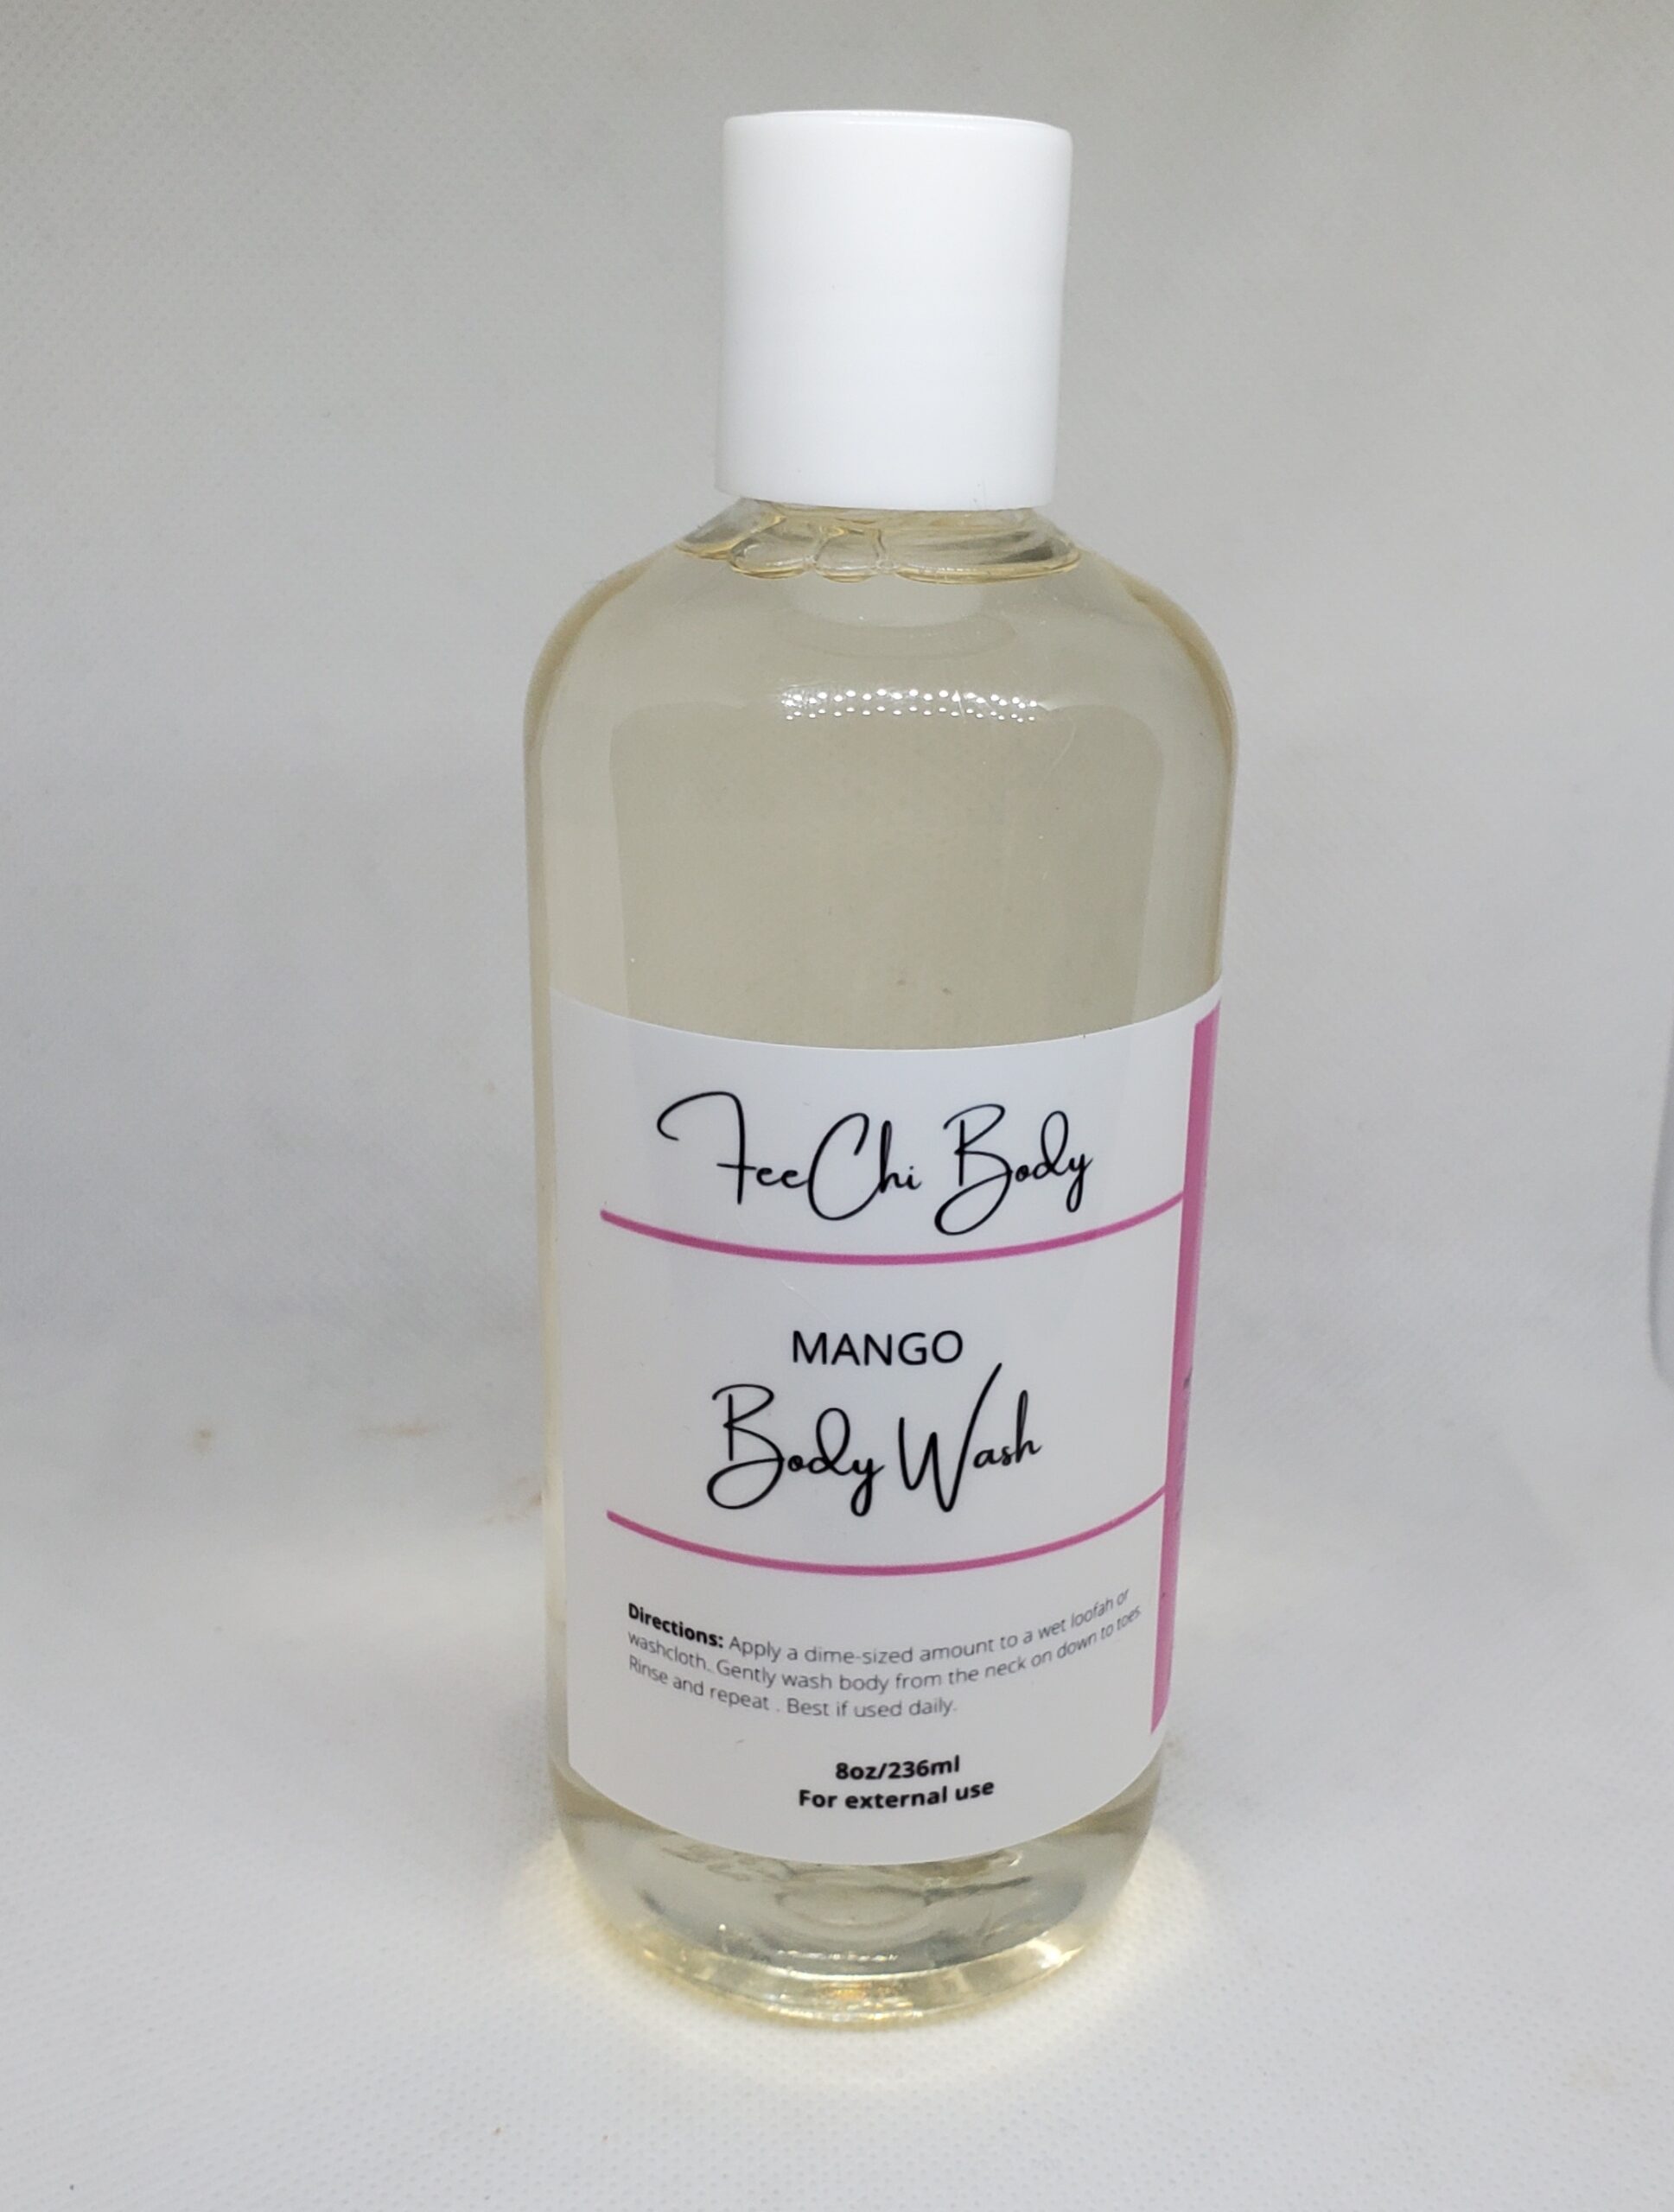 FeeChi Body
MANGO
Body Wash
Directions: Apply a dime-sized amount to a wet loofah or
washcloth. Gently wash body from the neck on down to toes.
Rinse and repeat . Best if used daily.
8oz/236ml
For external use